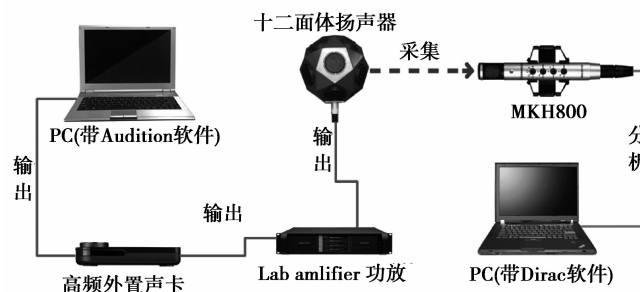 十二面体扬声器
采集
MKH800
PC(带Audition软件)
输出
输出
分
输出
Lab amlifier 功放
高频外置声卡
PC(带Dirac软件)